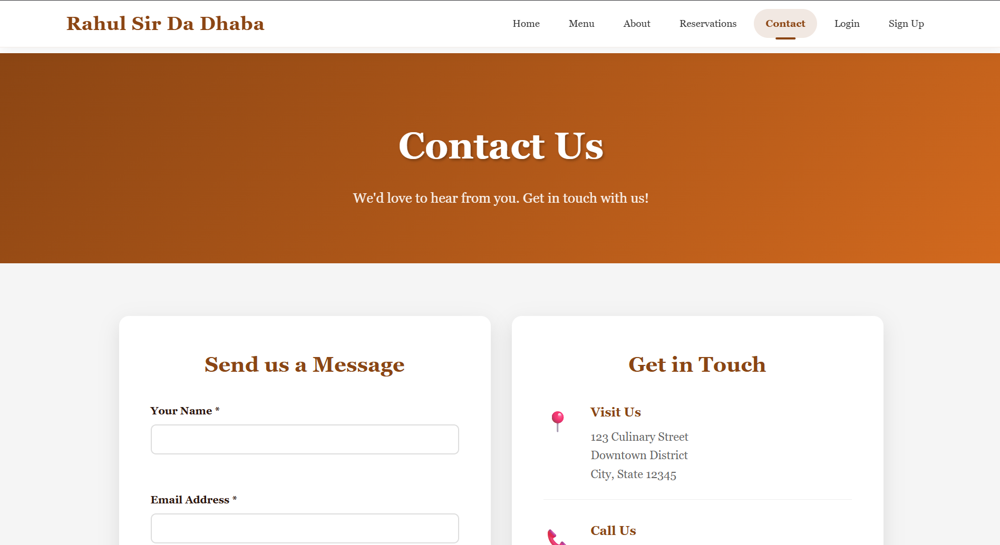 Rahul Sir Da Dhaba
Home Menu About Reservations Contact Login Sign Up
Contact Us
We'd love to hear from you. Get in touch with us!
Send us a Message
Your Name *
Email Address *
Get in Touch
Visit Us
123 Culinary Street
Downtown District
City, State 12345
Call Us